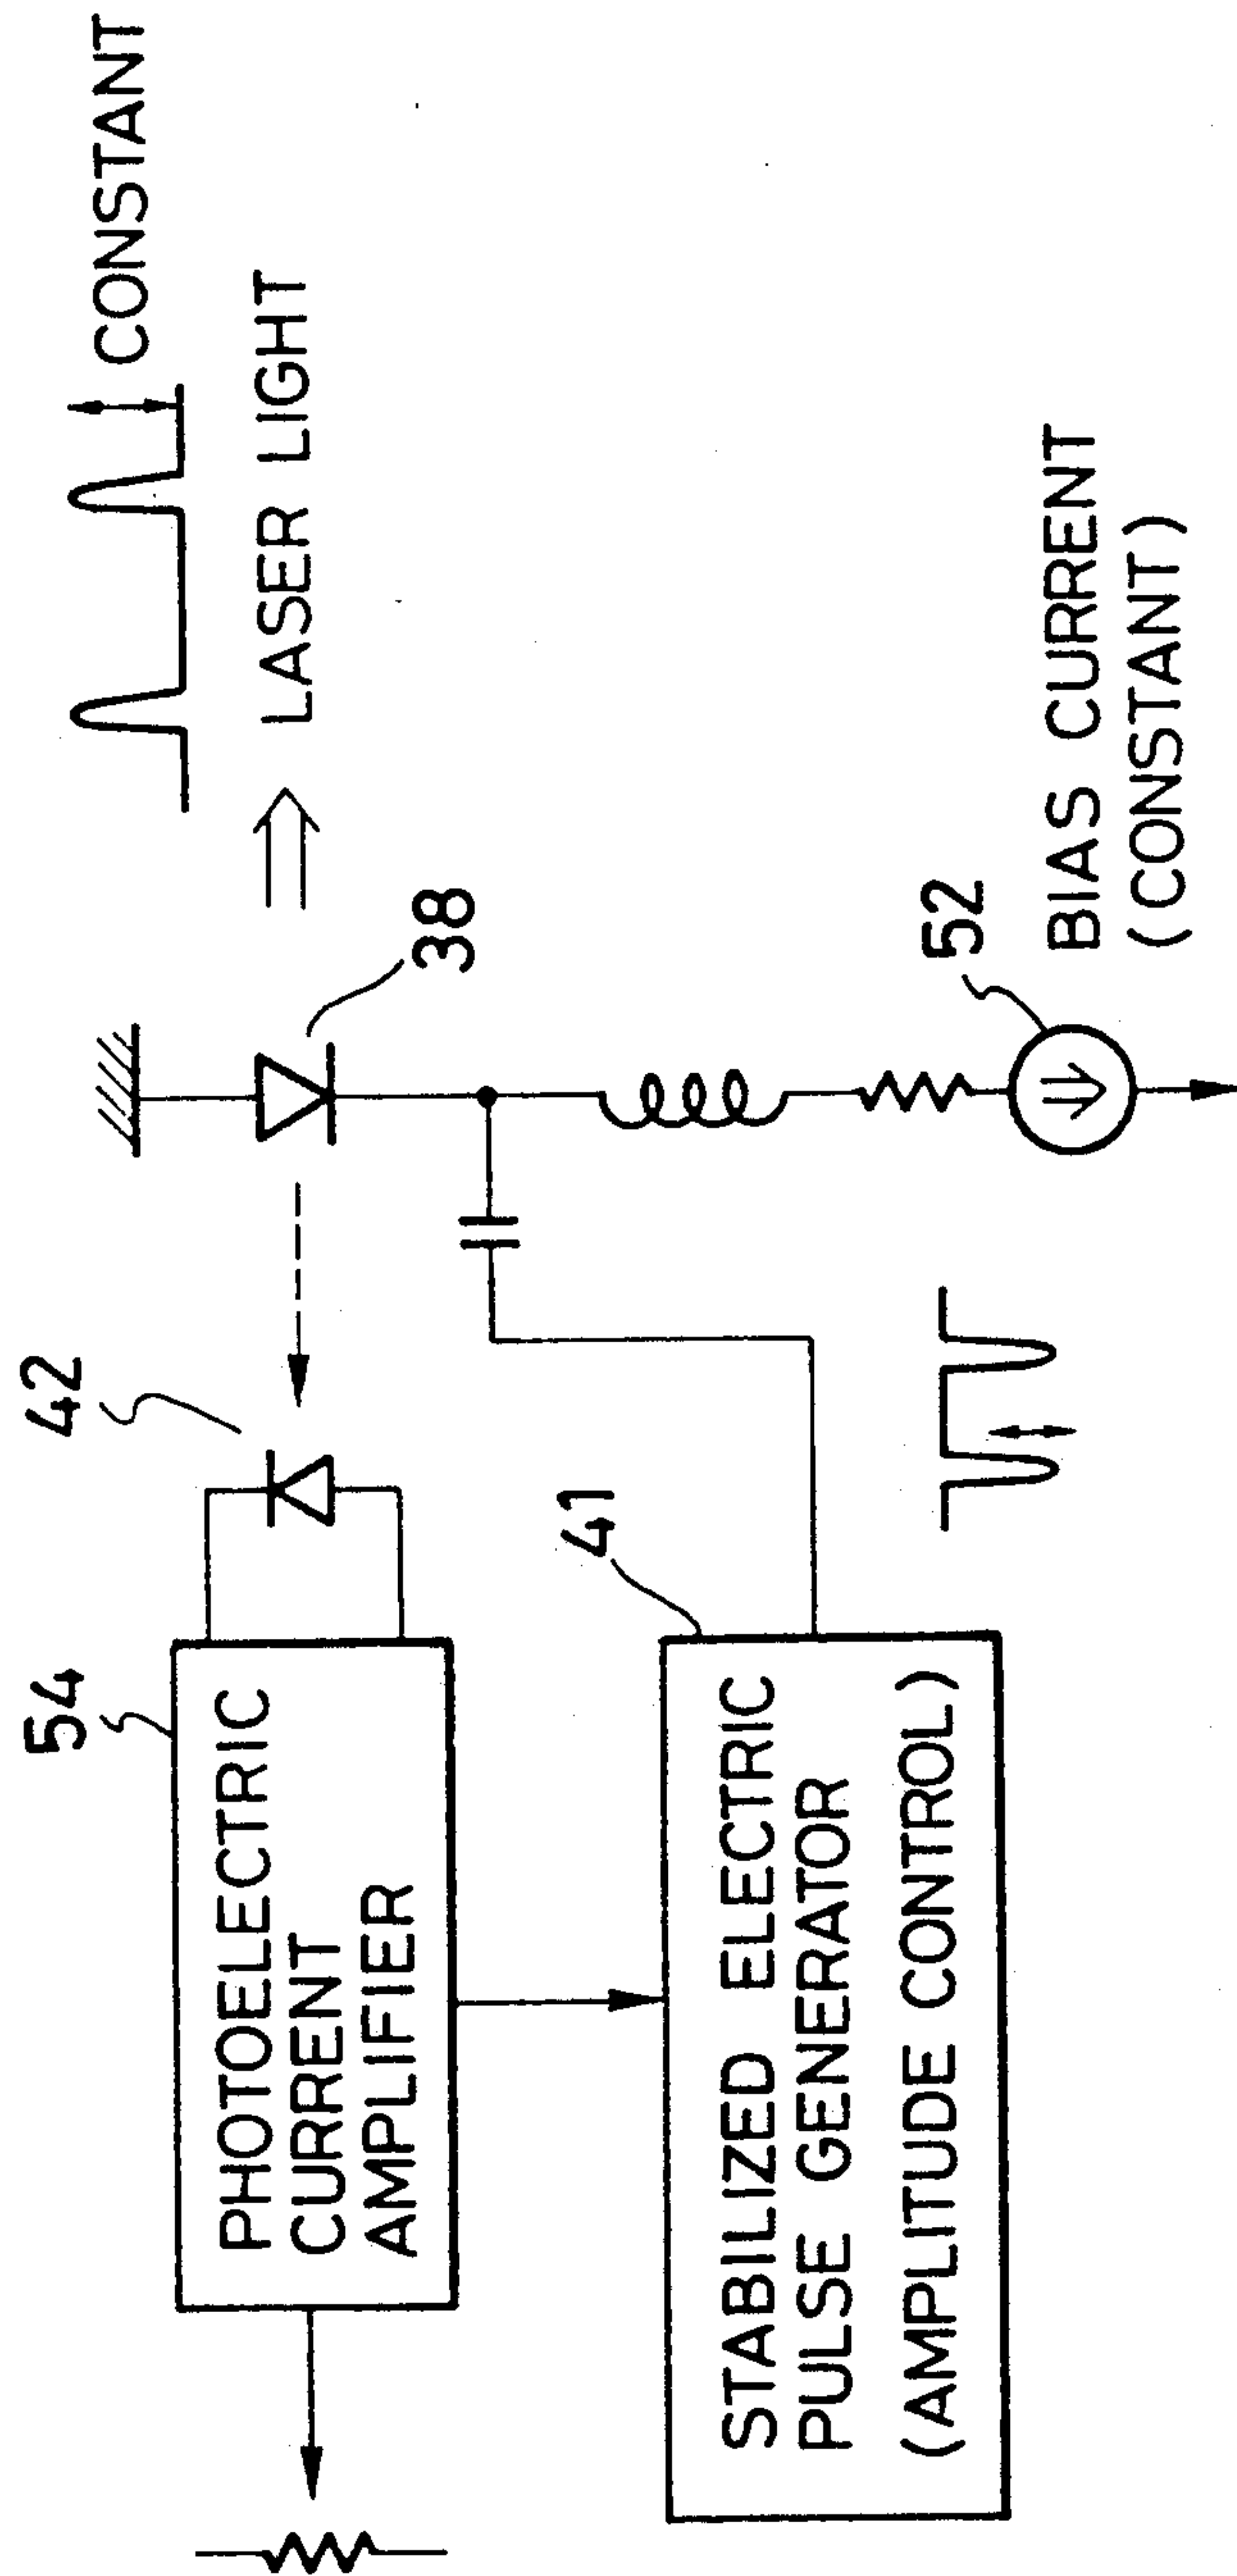 CONSTANT
LASER LIGHT
42
38
54
PHOTOELECTRIC
CURRENT
AMPLIFIER
41
STABILIZED ELECTRIC
PULSE GENERATOR
(AMPLITUDE CONTROL)
52
BIAS CURRENT
(CONSTANT)